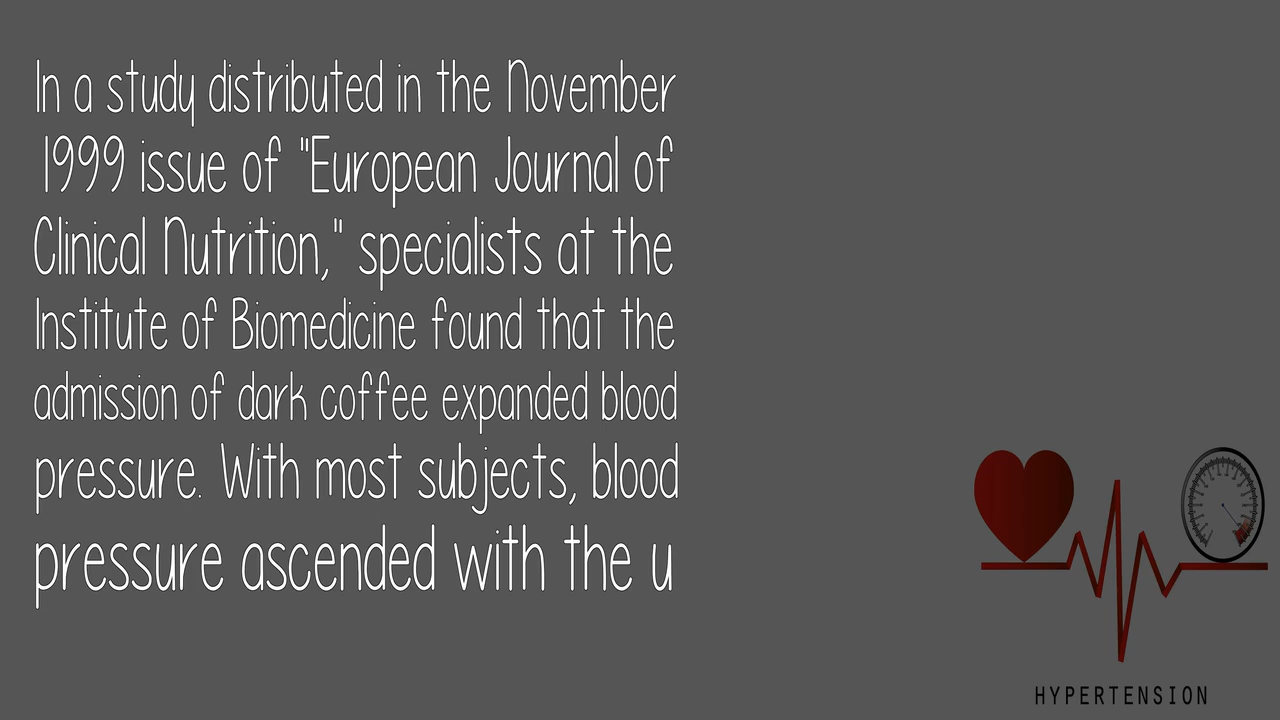 In a study distributed in the November
1999 issue of "European Journal of
Clinical Nutrition," specialists at the
Institute of Biomedicine found that the
admission of dark coffee expanded blood
pressure. With most subjects, blood
pressure ascended with the u
HYPERTENSION